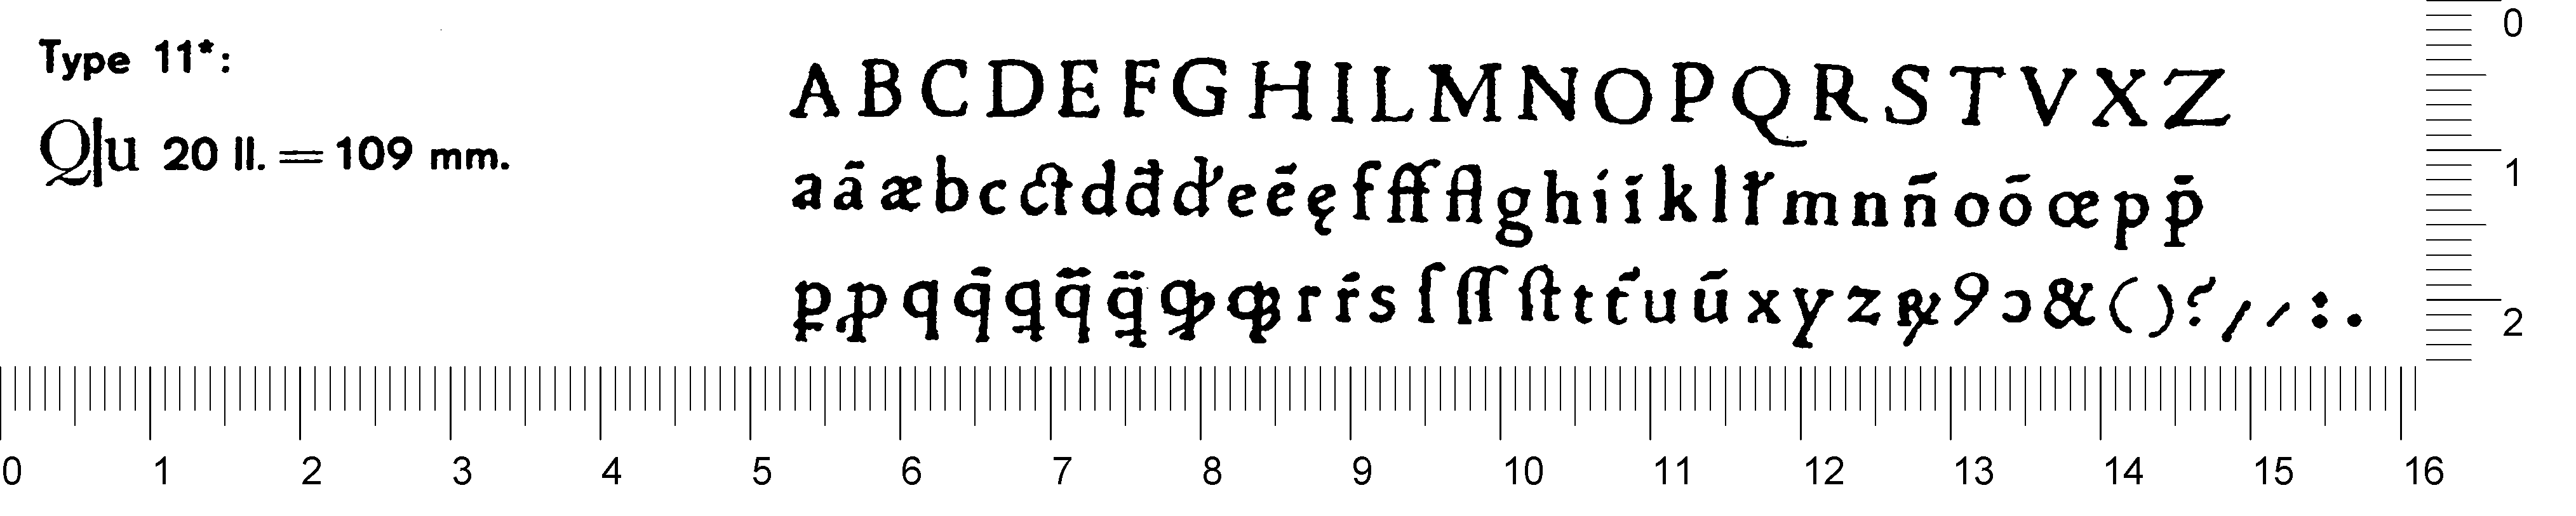 Type 11*:
Q|u 20 ll. = 109 mm.
A B C D E F G H I L M N O P Q R S T V X Z
a ā æ b c ct d đ d' e ē ę f ff fl g h i ī k l ł' m n n̄ o ō œ p p̄
ꝑ ꝓ q q̄ ꝗ q̃ ꝗ̈ ꝙ r r̄ s ſ ſſ ſt t t̄ u ū x y z ꝶ 9 ɔ & ( ) ? / ⸝ : .
0 1 2
0 1 2 3 4 5 6 7 8 9 10 11 12 13 14 15 16